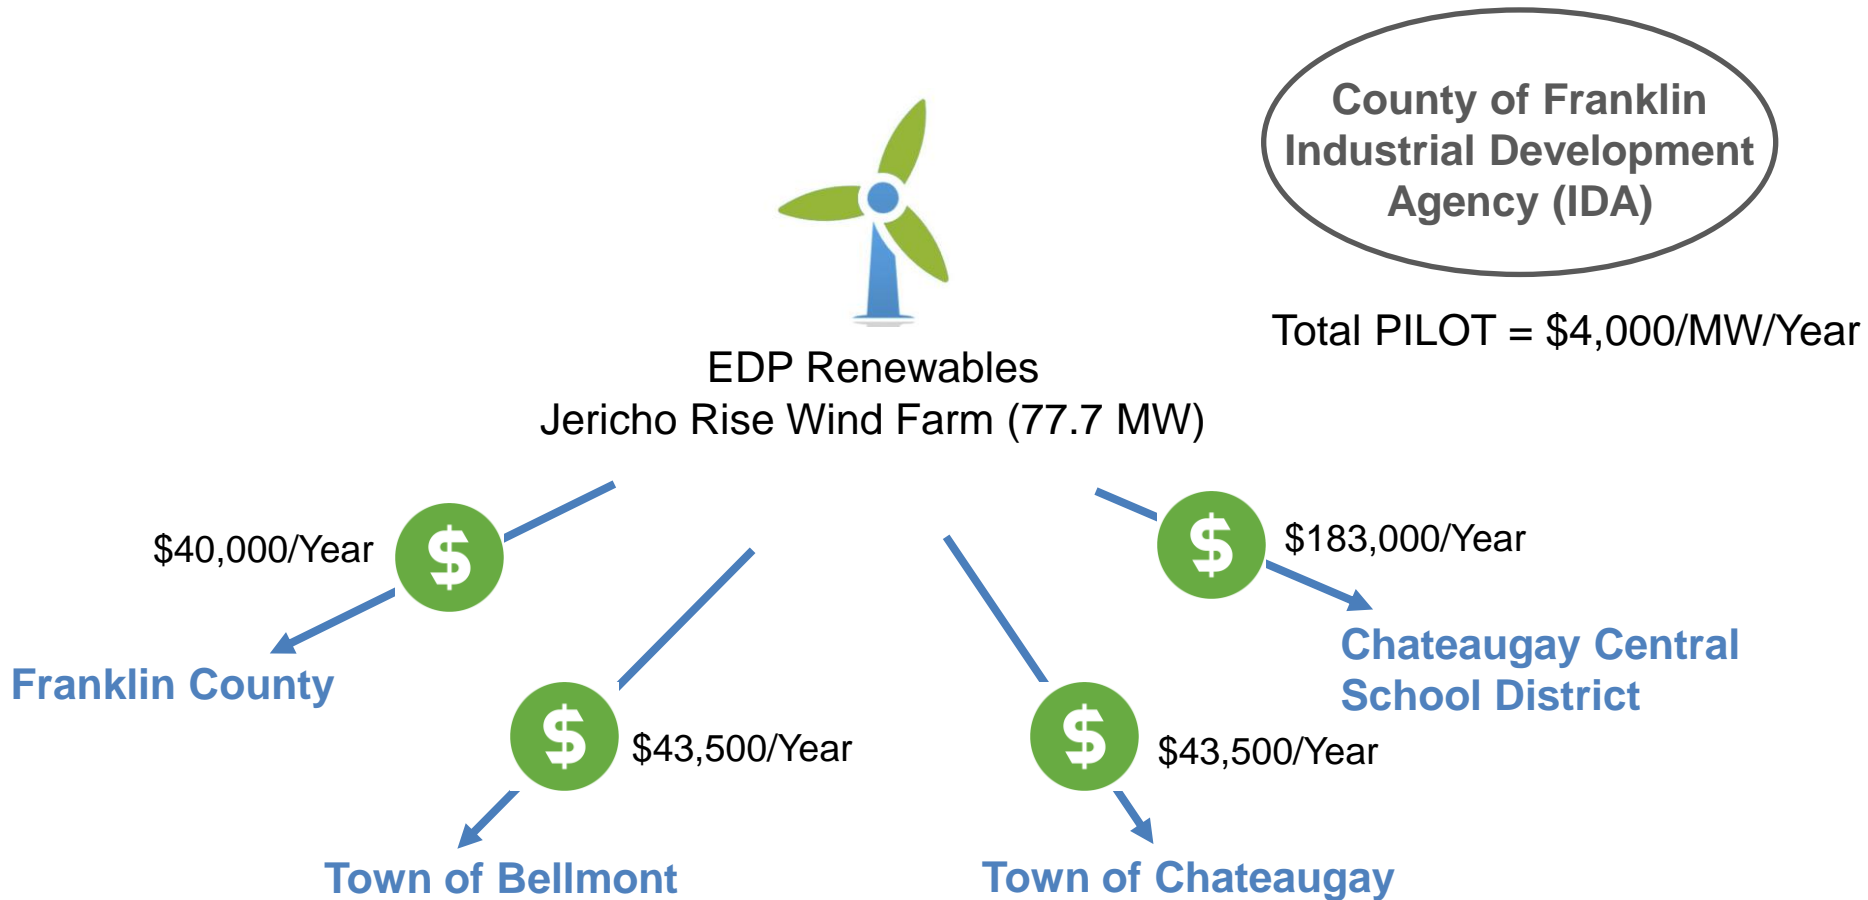 County of Franklin
Industrial Development
Agency (IDA)
Total PILOT = $4,000/MW/Year
EDP Renewables
Jericho Rise Wind Farm (77.7 MW)
$40,000/Year
$
$
$183,000/Year
Franklin County
Chateaugay Central
School District
$
$43,500/Year
$
$43,500/Year
Town of Bellmont
Town of Chateaugay